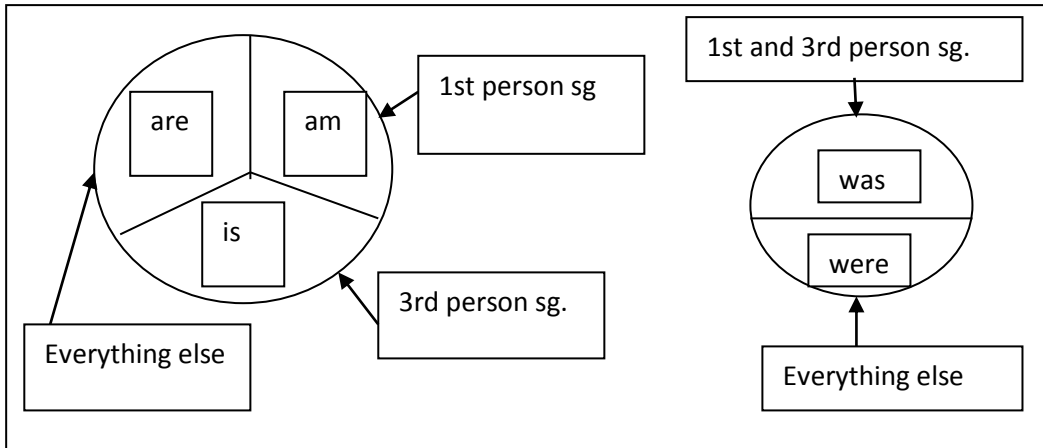 are
am
is
1st person sg
3rd person sg.
Everything else
1st and 3rd person sg.
was
were
Everything else